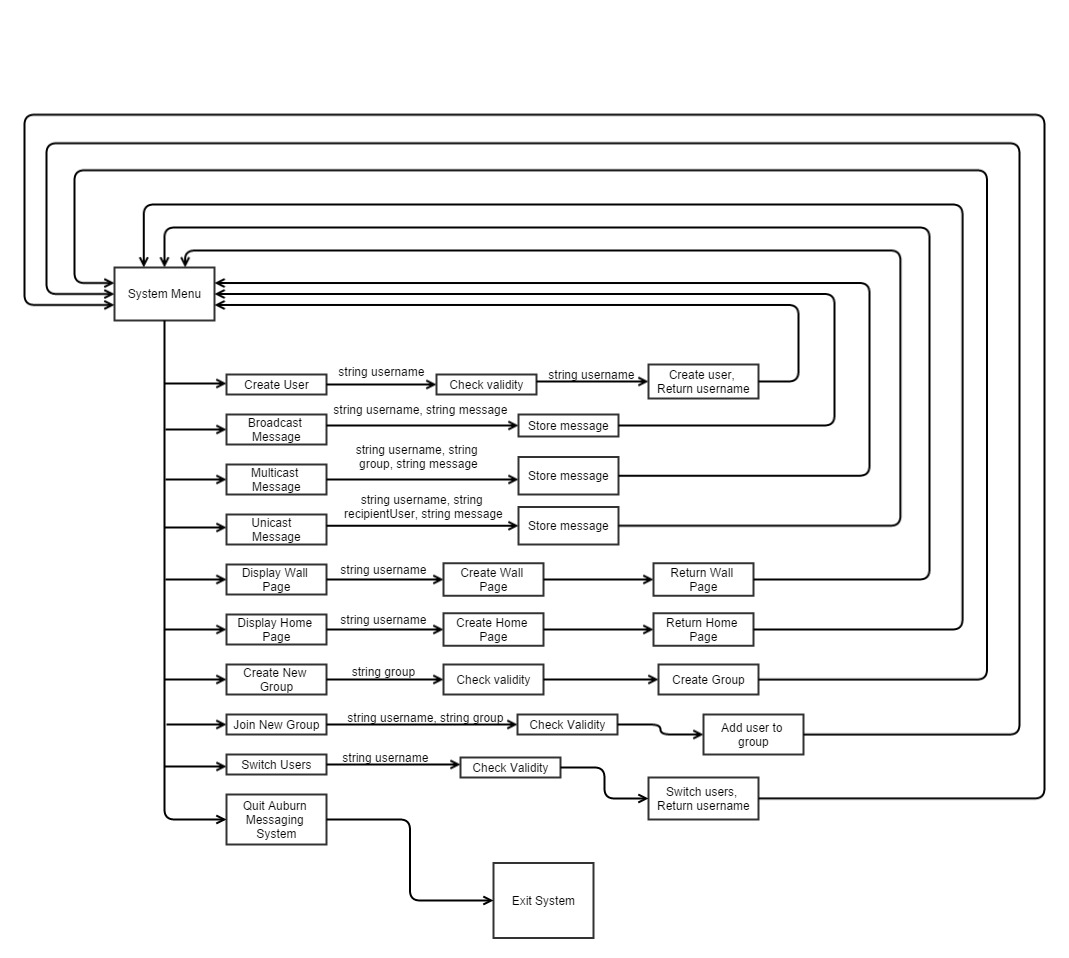 System Menu
string username
string username
Create User
Check validity
Create user,
Return username
string username, string message
Broadcast
Message
Store message
string username, string
group, string message
Multicast
Message
Store message
string username, string
recipientUser, string message
Unicast
Message
Store message
Display Wall
Page
string username
Create Wall
Page
Return Wall
Page
Display Home
Page
string username
Create Home
Page
Return Home
Page
Create New
Group
string group
Check validity
Create Group
Join New Group
string username, string group
Check Validity
Add user to
group
Switch Users
string username
Check Validity
Switch users,
Return username
Quit Auburn
Messaging
System
Exit System